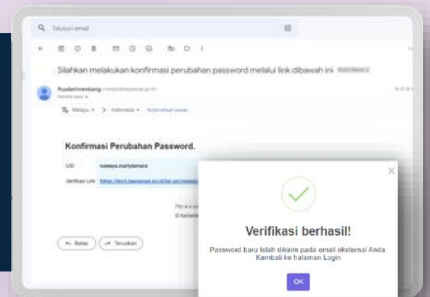 Telusuri email
Silahkan melakukan konfirmasi perubahan password melalui link dibawah ini
Pusdatinrenbang
Melayu > Indonesia Terjemahkan pesan
Konfirmasi Perubahan Password.
UID
Verifikasi Link
Balas Teruskan
Verifikasi berhasil!
Password baru telah dikirim pada email eksternal Anda.
Kembali ke halaman Login
OK